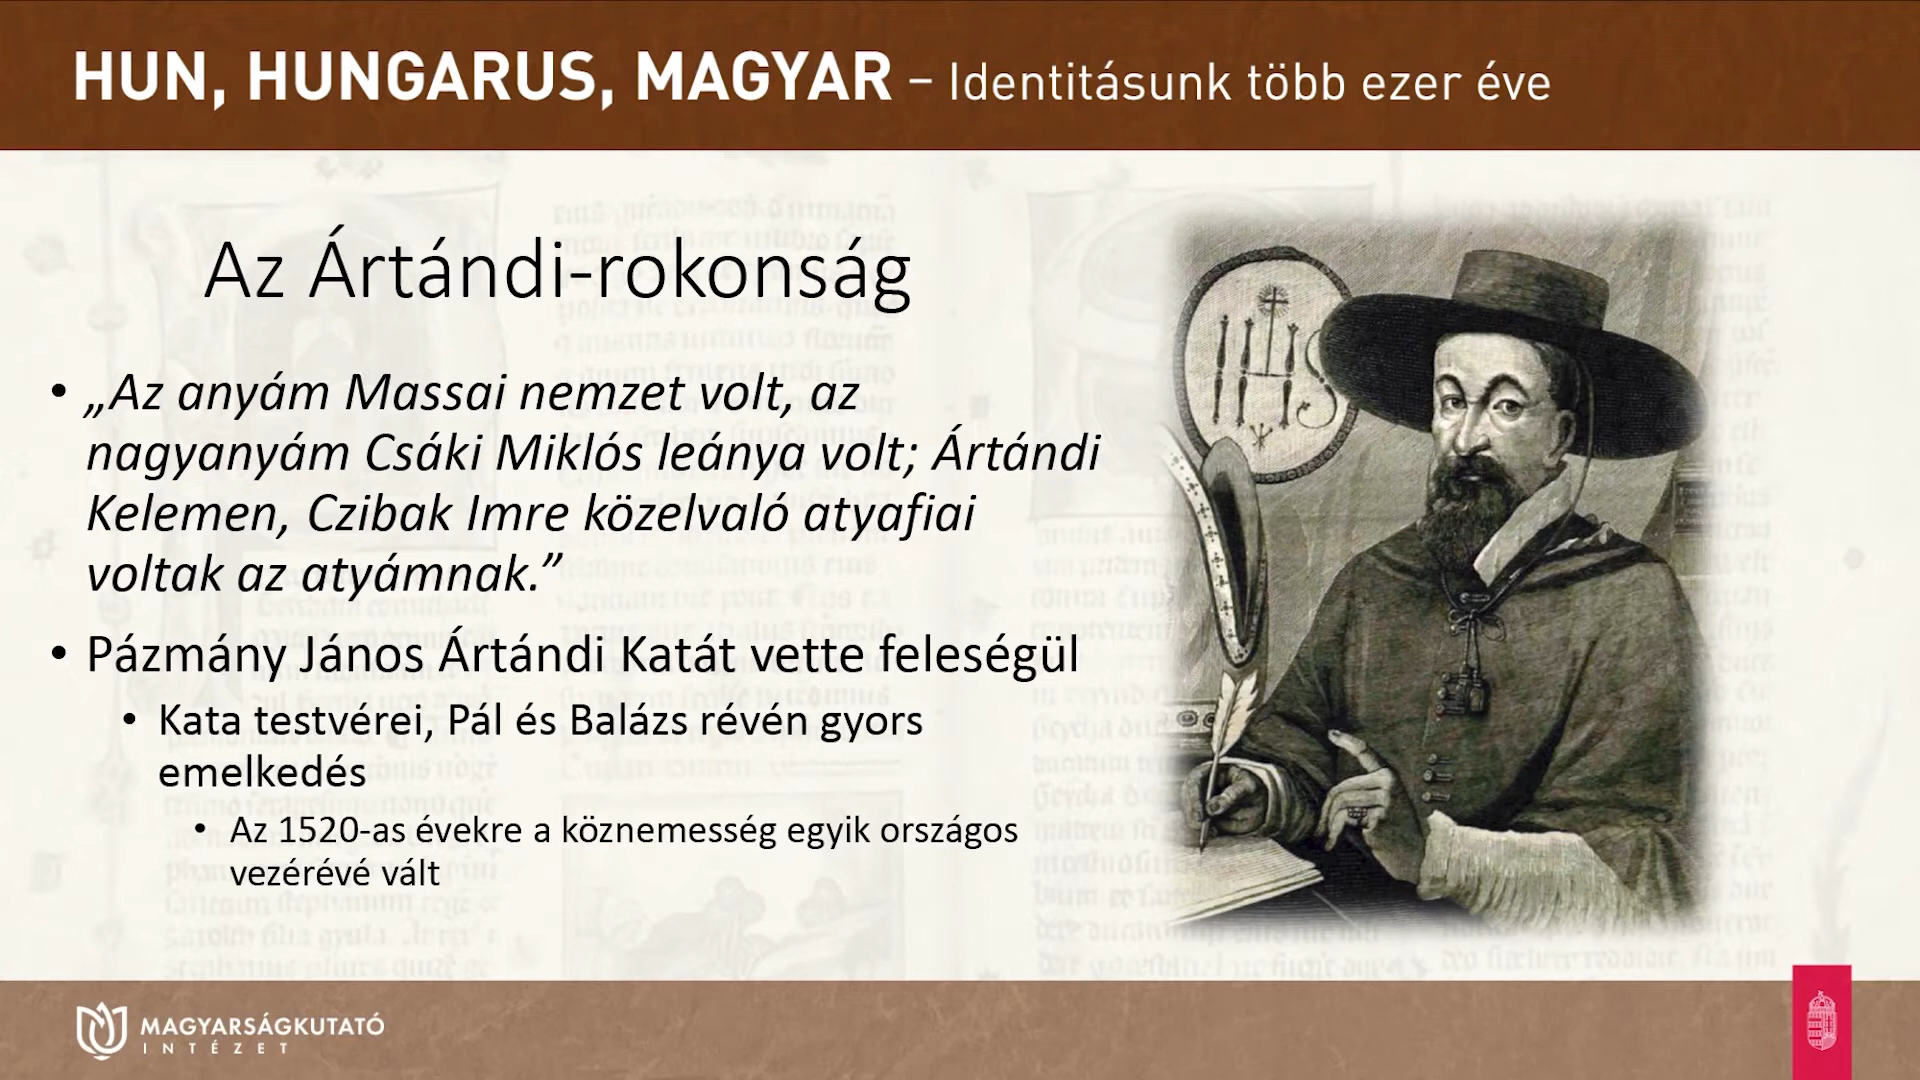 HUN, HUNGARUS, MAGYAR – Identitásunk több ezer éve
Az Ártándi-rokonság
• „Az anyám Massai nemzet volt, az
nagyanyám Csáki Miklós leánya volt; Ártándi
Kelemen, Czibak Imre közelvaló atyafiai
voltak az atyámnak.”
• Pázmány János Ártándi Katát vette feleségül
• Kata testvérei, Pál és Balázs révén gyors
emelkedés
• Az 1520-as évekre a köznemesség egyik országos
vezérévé vált
IHS
MAGYARSÁGKUTATÓ
INTÉZET